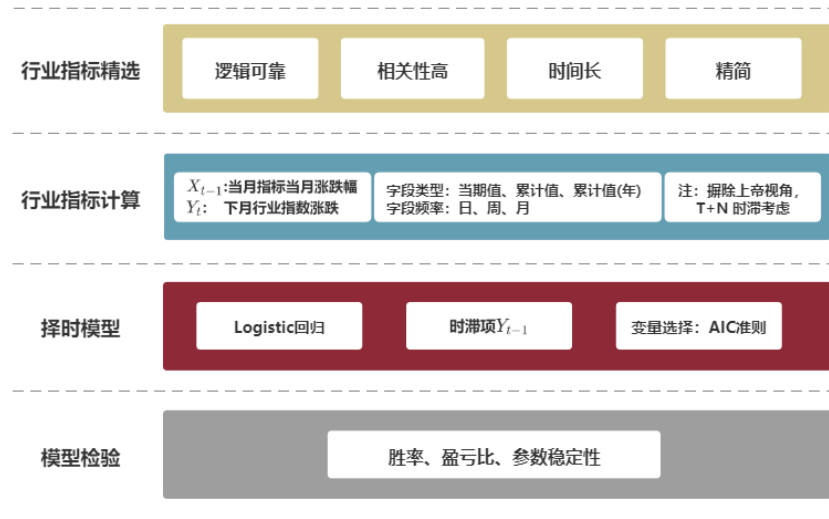 行业指标精选
逻辑可靠
相关性高
时间长
精简
行业指标计算
X_{t-1}:当月指标当月涨跌幅
Y_t: 下月行业指数涨跌
字段类型：当期值、累计值、累计值(年)
字段频率：日、周、月
注：摒除上帝视角，
T+N 时滞考虑
择时模型
Logistic回归
时滞项Y_{t-1}
变量选择：AIC准则
模型检验
胜率、盈亏比、参数稳定性